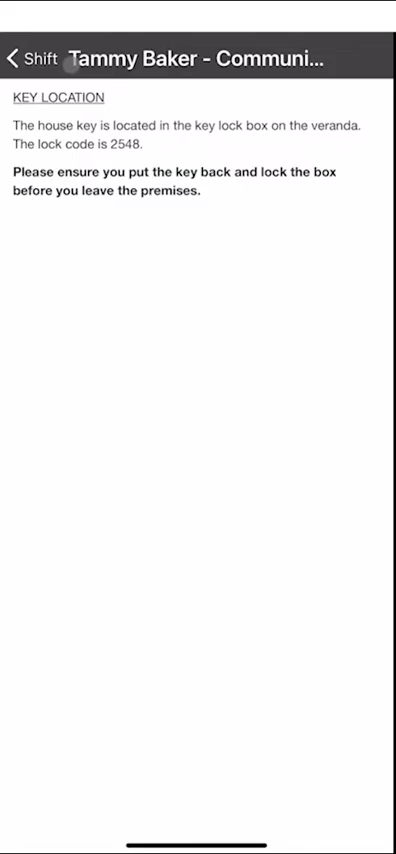 Shift Tammy Baker - Communi...
KEY LOCATION
The house key is located in the key lock box on the veranda.
The lock code is 2548.
Please ensure you put the key back and lock the box
before you leave the premises.